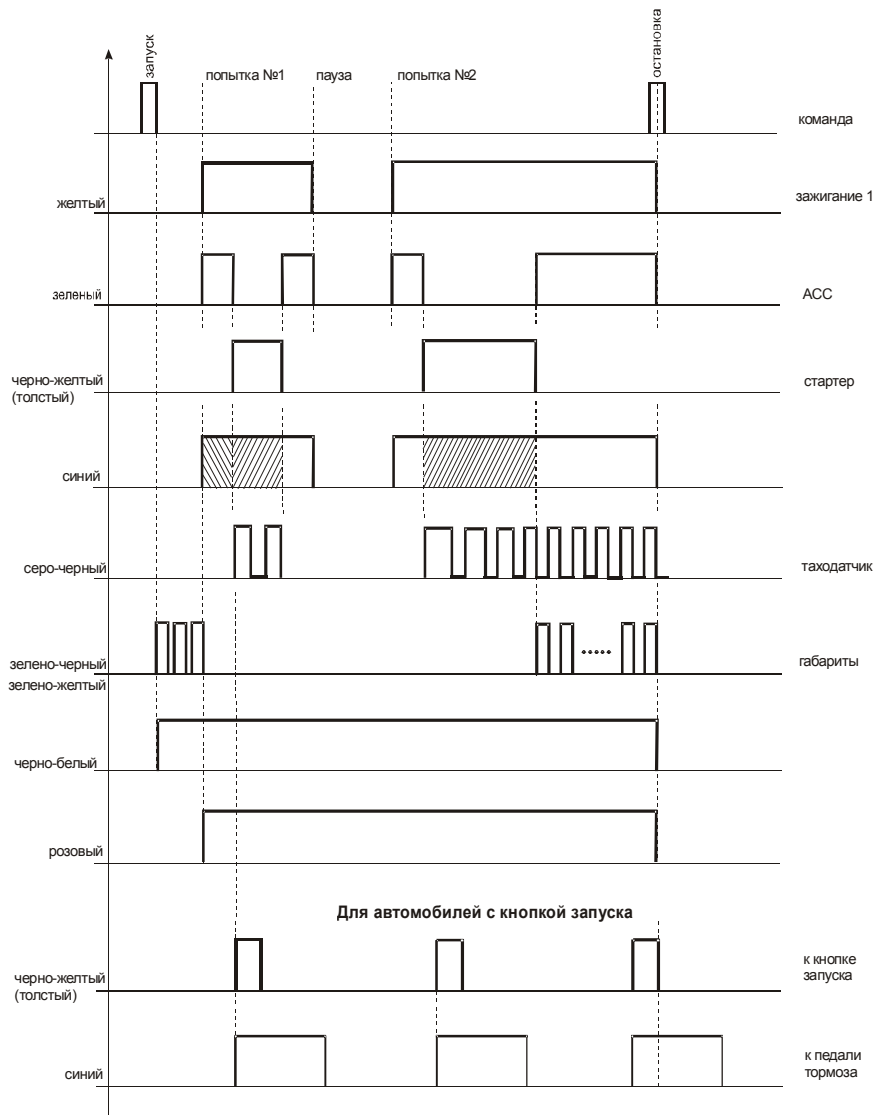 запуск
остановка
попытка №1
пауза
попытка №2
команда
желтый
зажигание 1
зеленый
АСС
черно-желтый
(толстый)
стартер
синий
серо-черный
таходатчик
зелено-черный
зелено-желтый
габариты
черно-белый
розовый
Для автомобилей с кнопкой запуска
черно-желтый
(толстый)
к кнопке
запуска
синий
к педали
тормоза